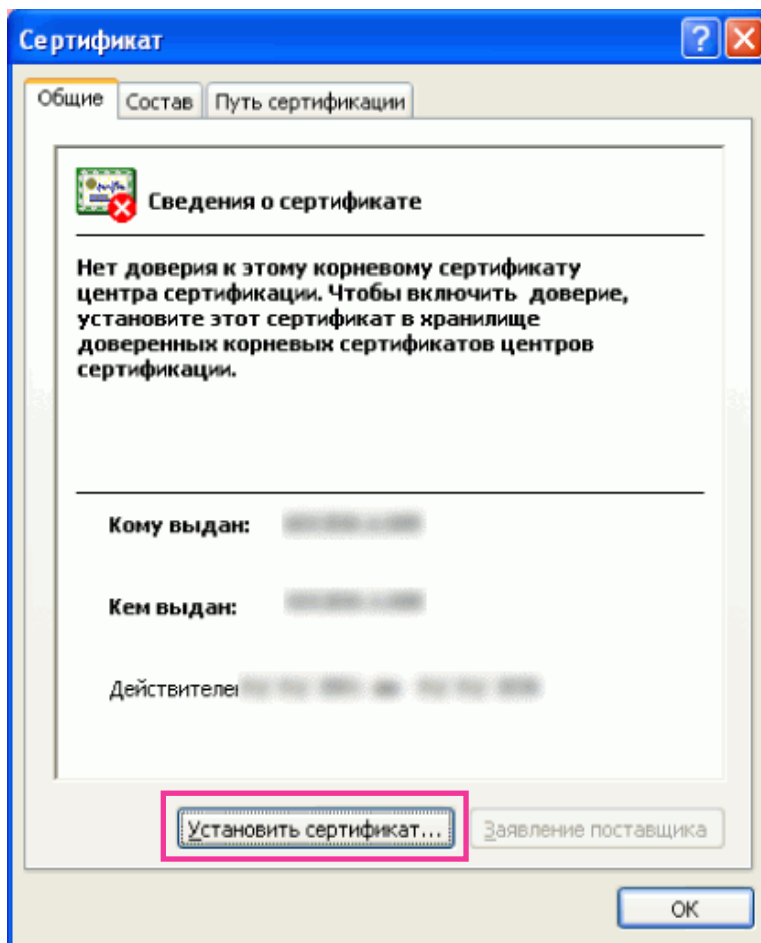 Сертификат
Общие Состав Путь сертификации
Сведения о сертификате
Нет доверия к этому корневому сертификату
центра сертификации. Чтобы включить доверие,
установите этот сертификат в хранилище
доверенных корневых сертификатов центров
сертификации.
Кому выдан:
Кем выдан:
Установить сертификат... Заявление поставщика
ОК